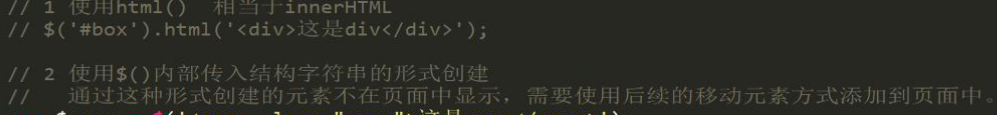 // 1 使用html()  相当于innerHTML
// $('#box').html('<div>这是div</div>');
// 2 使用$()内部传入结构字符串的形式创建
//   通过这种形式创建的元素不在页面中显示，需要使用后续的移动元素方式添加到页面中。